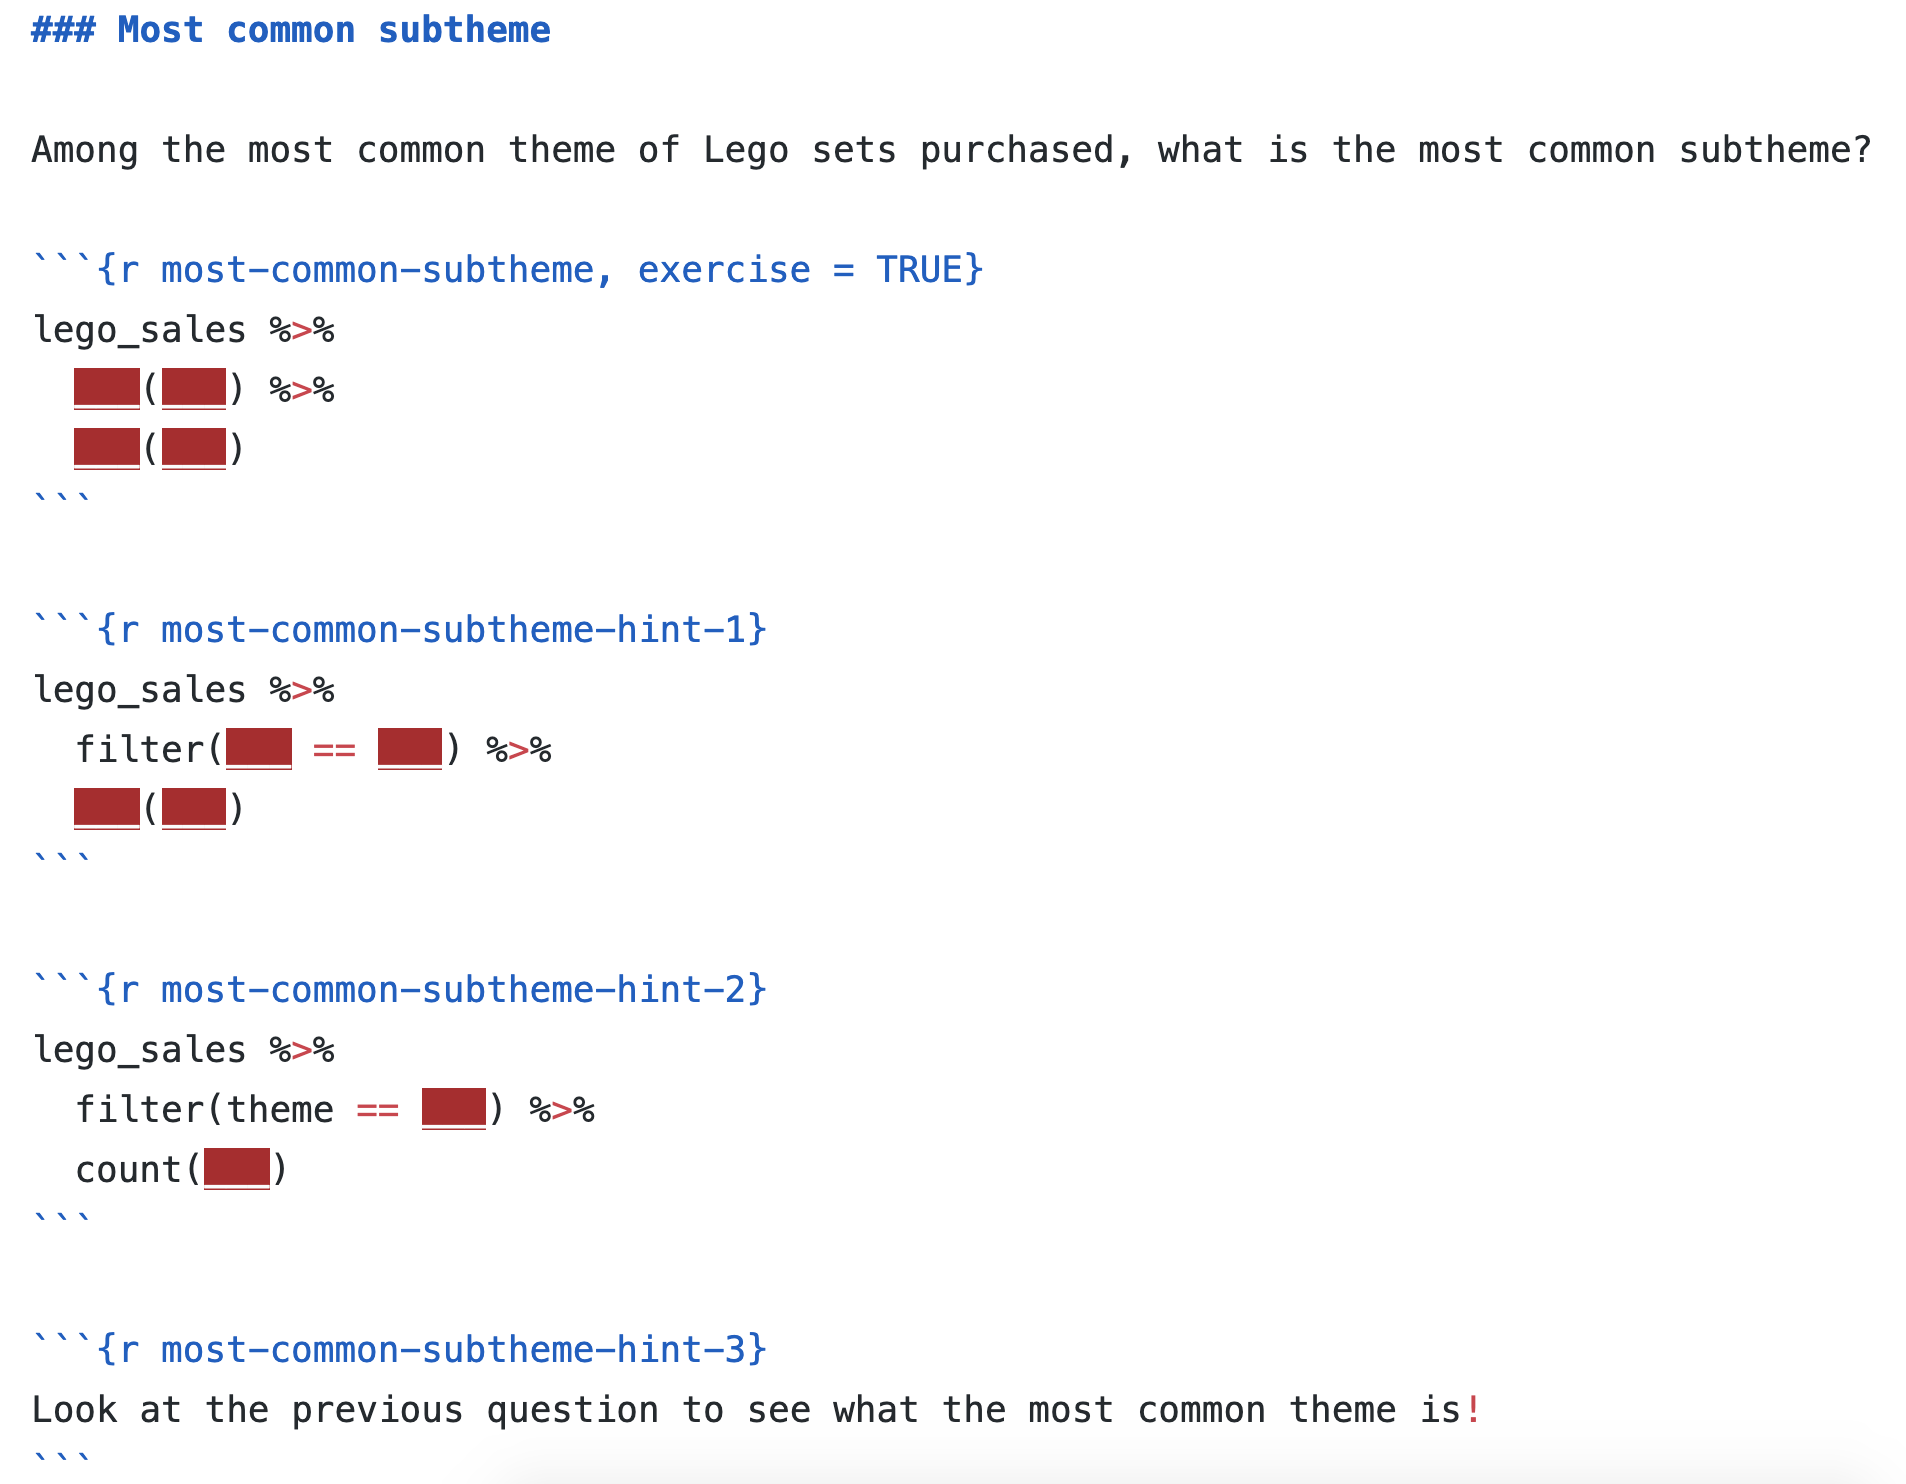 ### Most common subtheme
Among the most common theme of Lego sets purchased, what is the most common subtheme?
```{r most-common-subtheme, exercise = TRUE}
lego_sales %>%
  ___(___) %>%
  ___(___)
```
```{r most-common-subtheme-hint-1}
lego_sales %>%
  filter(___ == ___) %>%
  ___(___)
```
```{r most-common-subtheme-hint-2}
lego_sales %>%
  filter(theme == ___) %>%
  count(___)
```
```{r most-common-subtheme-hint-3}
Look at the previous question to see what the most common theme is!
```